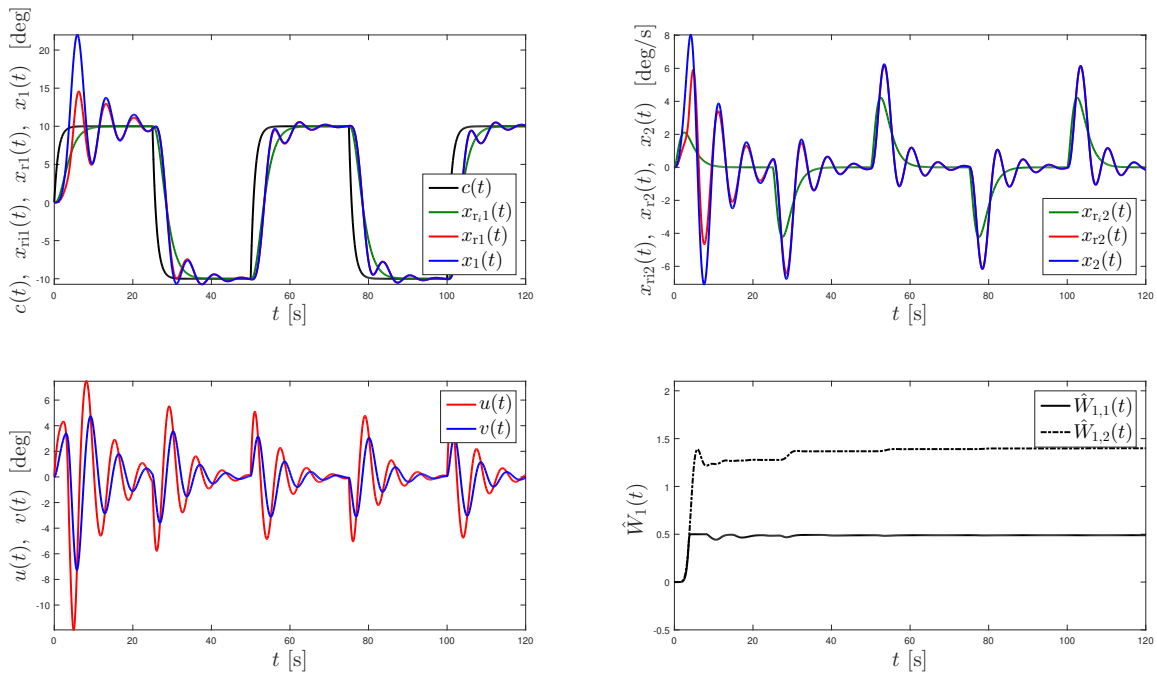 c(t), x_ri1(t), x_r1(t), x_1(t) [deg]
20
15
10
5
0
-5
-10
0 20 40 60 80 100 120
t [s]
c(t)
x_{r_i1}(t)
x_r1(t)
x_1(t)
x_ri2(t), x_r2(t), x_2(t) [deg/s]
8
6
4
2
0
-2
-4
-6
0 20 40 60 80 100 120
t [s]
x_{r_i2}(t)
x_r2(t)
x_2(t)
u(t), v(t) [deg]
6
4
2
0
-2
-4
-6
-8
-10
0 20 40 60 80 100 120
t [s]
u(t)
v(t)
Ŵ_1(t)
2
1.5
1
0.5
0
-0.5
0 20 40 60 80 100 120
t [s]
Ŵ_{1,1}(t)
Ŵ_{1,2}(t)